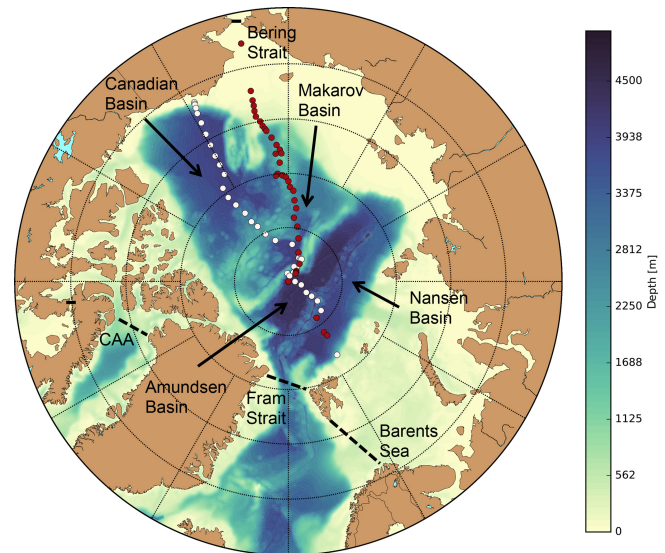 Bering
Strait
Canadian
Basin
Makarov
Basin
Nansen
Basin
CAA
Amundsen
Basin
Fram
Strait
Barents
Sea
4500
3938
3375
2812
2250
1688
1125
562
0
Depth [m]